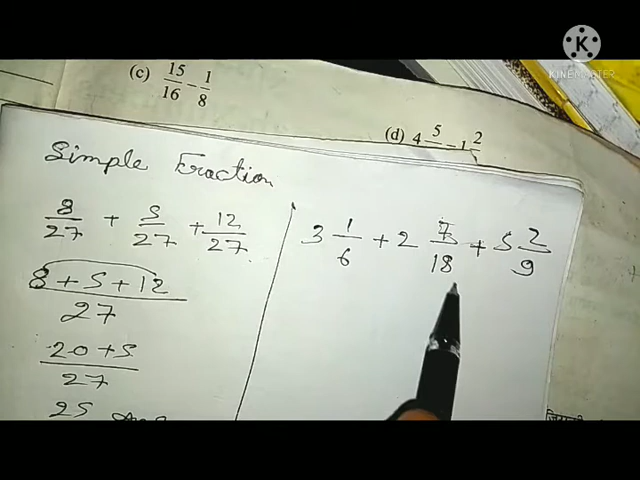 K
KINEMASTER
(c) 15/16 - 1/8
(d) 4 5/ - 1 2/
Simple Fraction
8/27 + 5/27 + 12/27
8 + 5 + 12 / 27
20 + 5 / 27
25
3 1/6 + 2 7/18 + 5 2/9